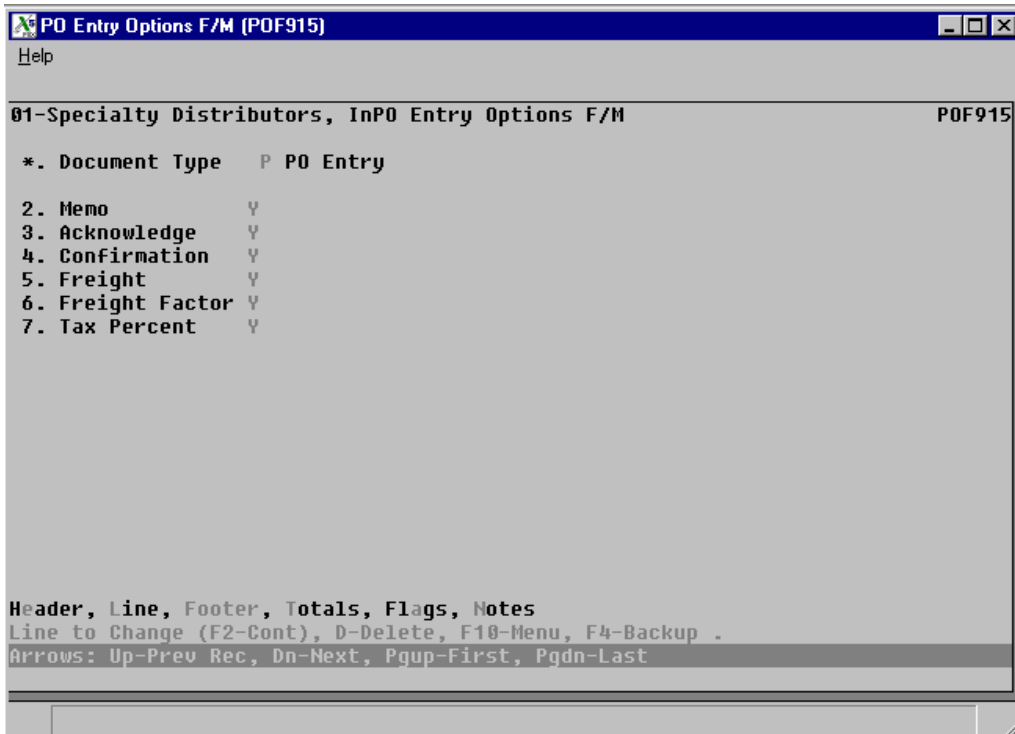 PO Entry Options F/M (POF915)
Help
01-Specialty Distributors, InPO Entry Options F/M POF915
*. Document Type P PO Entry
2. Memo Y
3. Acknowledge Y
4. Confirmation Y
5. Freight Y
6. Freight Factor Y
7. Tax Percent Y
Header, Line, Footer, Totals, Flags, Notes
Line to Change (F2-Cont), D-Delete, F10-Menu, F4-Backup .
Arrows: Up-Prev Rec, Dn-Next, Pgup-First, Pgdn-Last